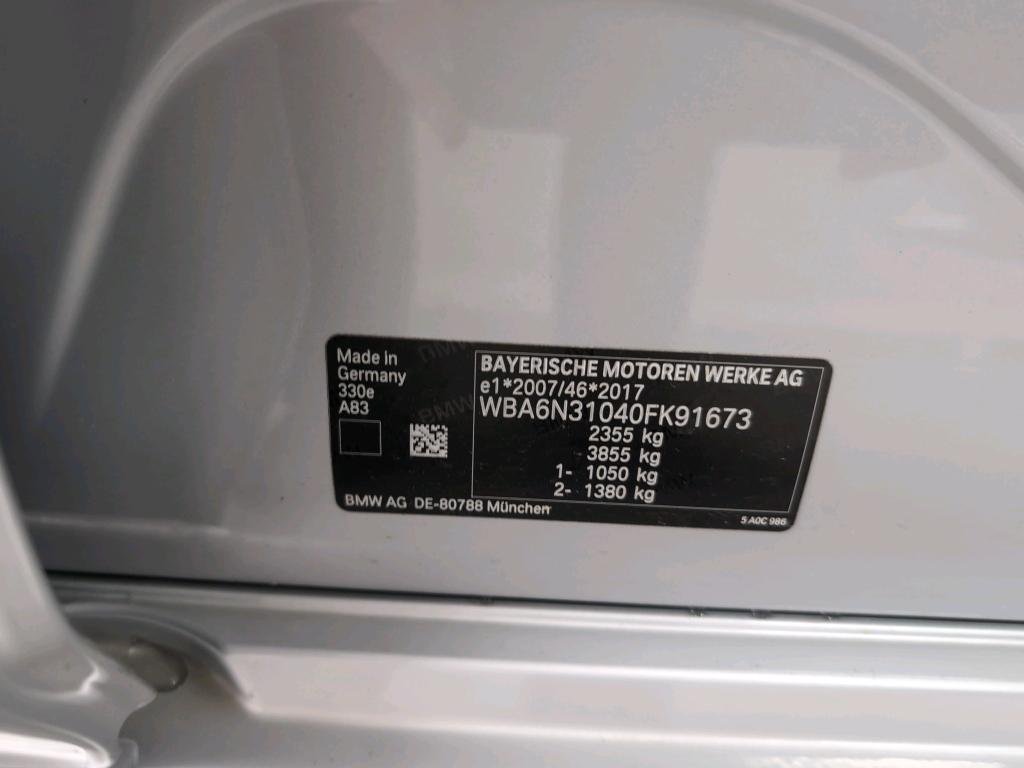 Made in
Germany
330e
A83
BMW AG DE-80788 München
BAYERISCHE MOTOREN WERKE AG
e1*2007/46*2017
WBA6N31040FK91673
2355 kg
3855 kg
1- 1050 kg
2- 1380 kg
5 A0C 986